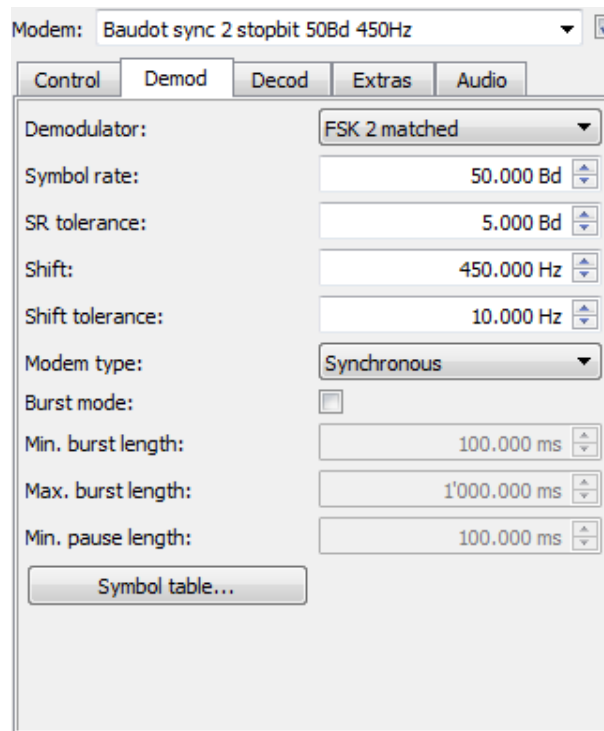 Modem: Baudot sync 2 stopbit 50Bd 450Hz
Control Demod Decod Extras Audio
Demodulator: FSK 2 matched
Symbol rate: 50.000 Bd
SR tolerance: 5.000 Bd
Shift: 450.000 Hz
Shift tolerance: 10.000 Hz
Modem type: Synchronous
Burst mode:
Min. burst length: 100.000 ms
Max. burst length: 1'000.000 ms
Min. pause length: 100.000 ms
Symbol table...